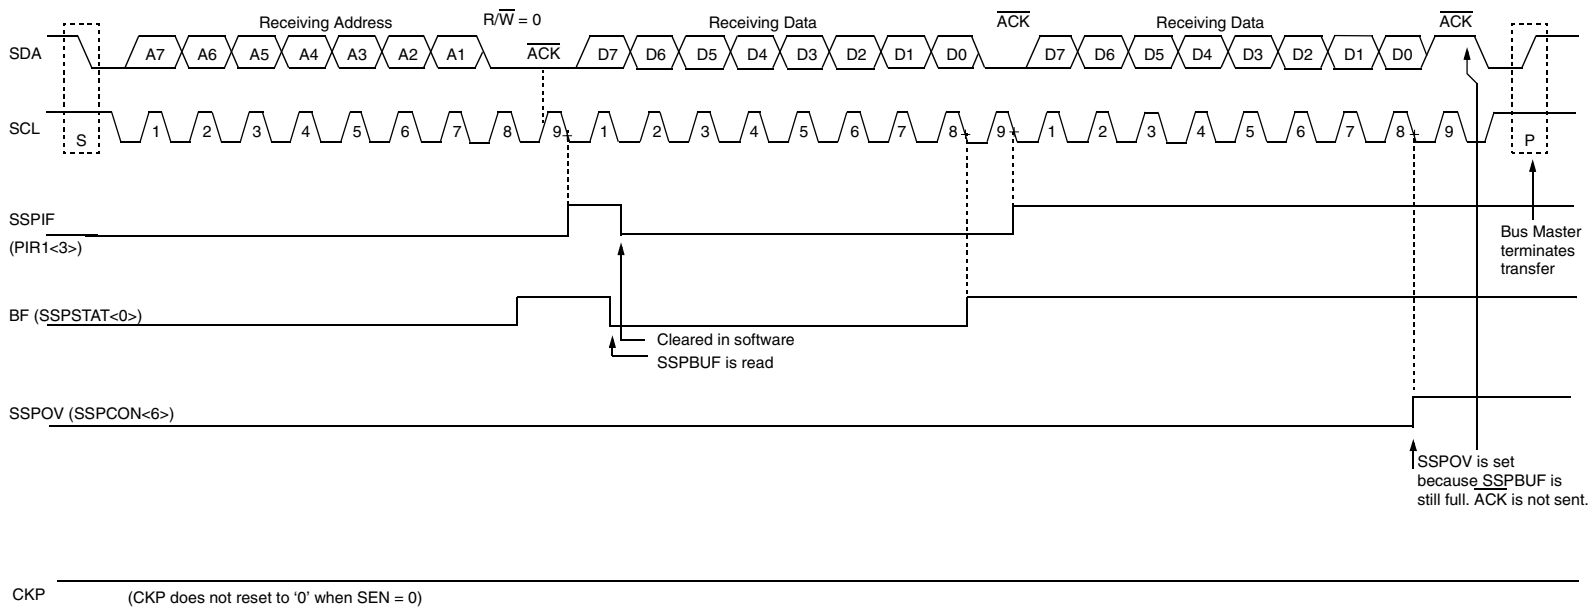 Receiving Address
R/W = 0
Receiving Data
ACK
Receiving Data
ACK
SDA
A7 A6 A5 A4 A3 A2 A1
ACK
D7 D6 D5 D4 D3 D2 D1 D0
D7 D6 D5 D4 D3 D2 D1 D0
SCL
S
1 2 3 4 5 6 7 8 9
1 2 3 4 5 6 7 8 9
1 2 3 4 5 6 7 8 9
P
SSPIF
(PIR1<3>)
Bus Master
terminates
transfer
BF (SSPSTAT<0>)
Cleared in software
SSPBUF is read
SSPOV (SSPCON<6>)
SSPOV is set
because SSPBUF is
still full. ACK is not sent.
CKP
(CKP does not reset to ‘0’ when SEN = 0)